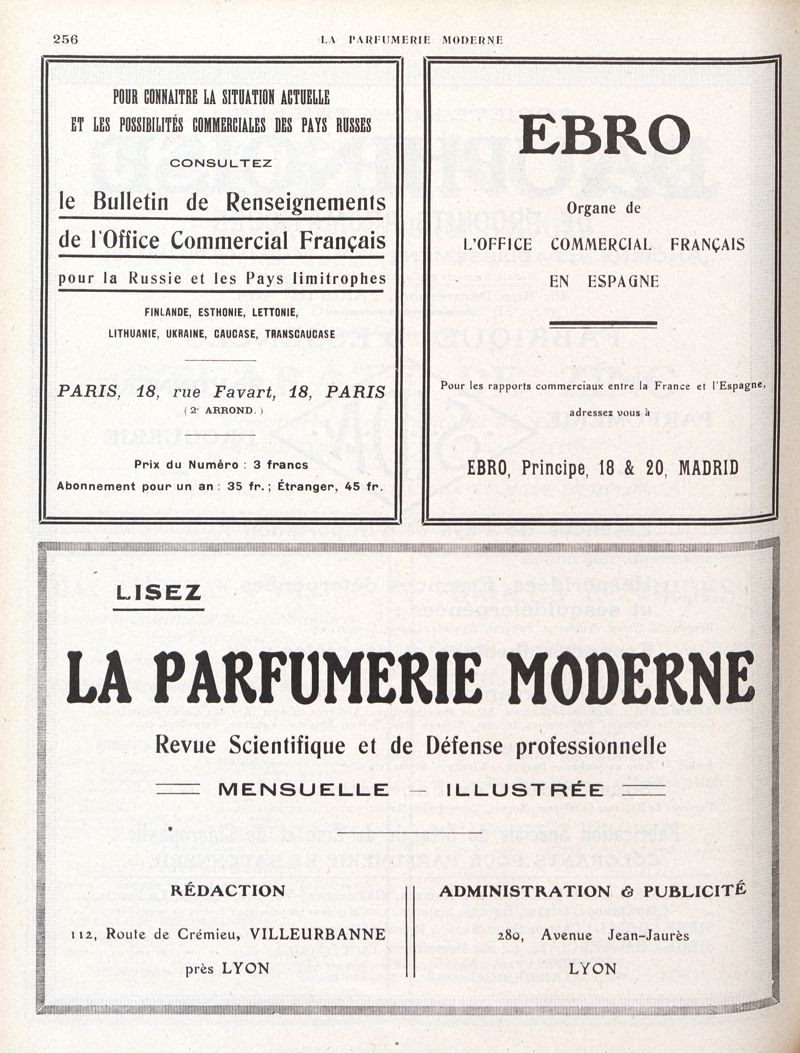 256
LA PARFUMERIE MODERNE
POUR CONNAITRE LA SITUATION ACTUELLE
ET LES POSSIBILITÉS COMMERCIALES DES PAYS RUSSES
CONSULTEZ
le Bulletin de Renseignements
de l'Office Commercial Français
pour la Russie et les Pays limitrophes
FINLANDE, ESTHONIE, LETTONIE,
LITHUANIE, UKRAINE, CAUCASE, TRANSCAUCASE
PARIS, 18, rue Favart, 18, PARIS
(2e ARROND.)
Prix du Numéro : 3 francs
Abonnement pour un an : 35 fr. ; Étranger, 45 fr.
EBRO
Organe de
L'OFFICE COMMERCIAL FRANÇAIS
EN ESPAGNE
Pour les rapports commerciaux entre la France et l'Espagne,
adressez vous à
EBRO, Principe, 18 & 20, MADRID
LISEZ
LA PARFUMERIE MODERNE
Revue Scientifique et de Défense professionnelle
MENSUELLE — ILLUSTRÉE
RÉDACTION
112, Route de Crémieu, VILLEURBANNE
près LYON
ADMINISTRATION & PUBLICITÉ
280, Avenue Jean-Jaurès
LYON